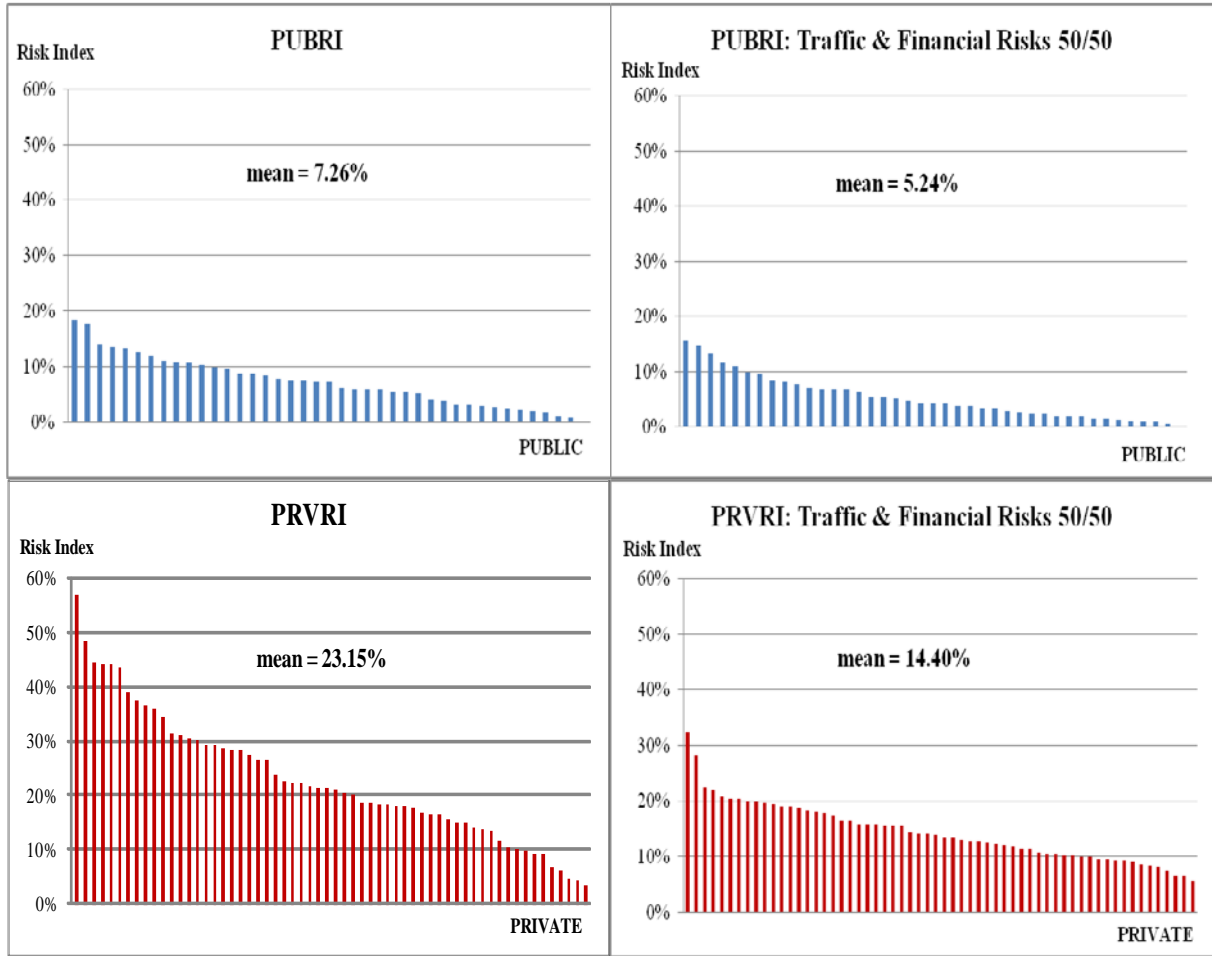 PUBRI
Risk Index
60%
50%
mean = 7.26%
40%
30%
20%
10%
0%
PUBLIC
PUBRI: Traffic & Financial Risks 50/50
Risk Index
60%
50%
mean = 5.24%
40%
30%
20%
10%
0%
PUBLIC
PRVRI
Risk Index
60%
50%
mean = 23.15%
40%
30%
20%
10%
0%
PRIVATE
PRVRI: Traffic & Financial Risks 50/50
Risk Index
60%
50%
mean = 14.40%
40%
30%
20%
10%
0%
PRIVATE